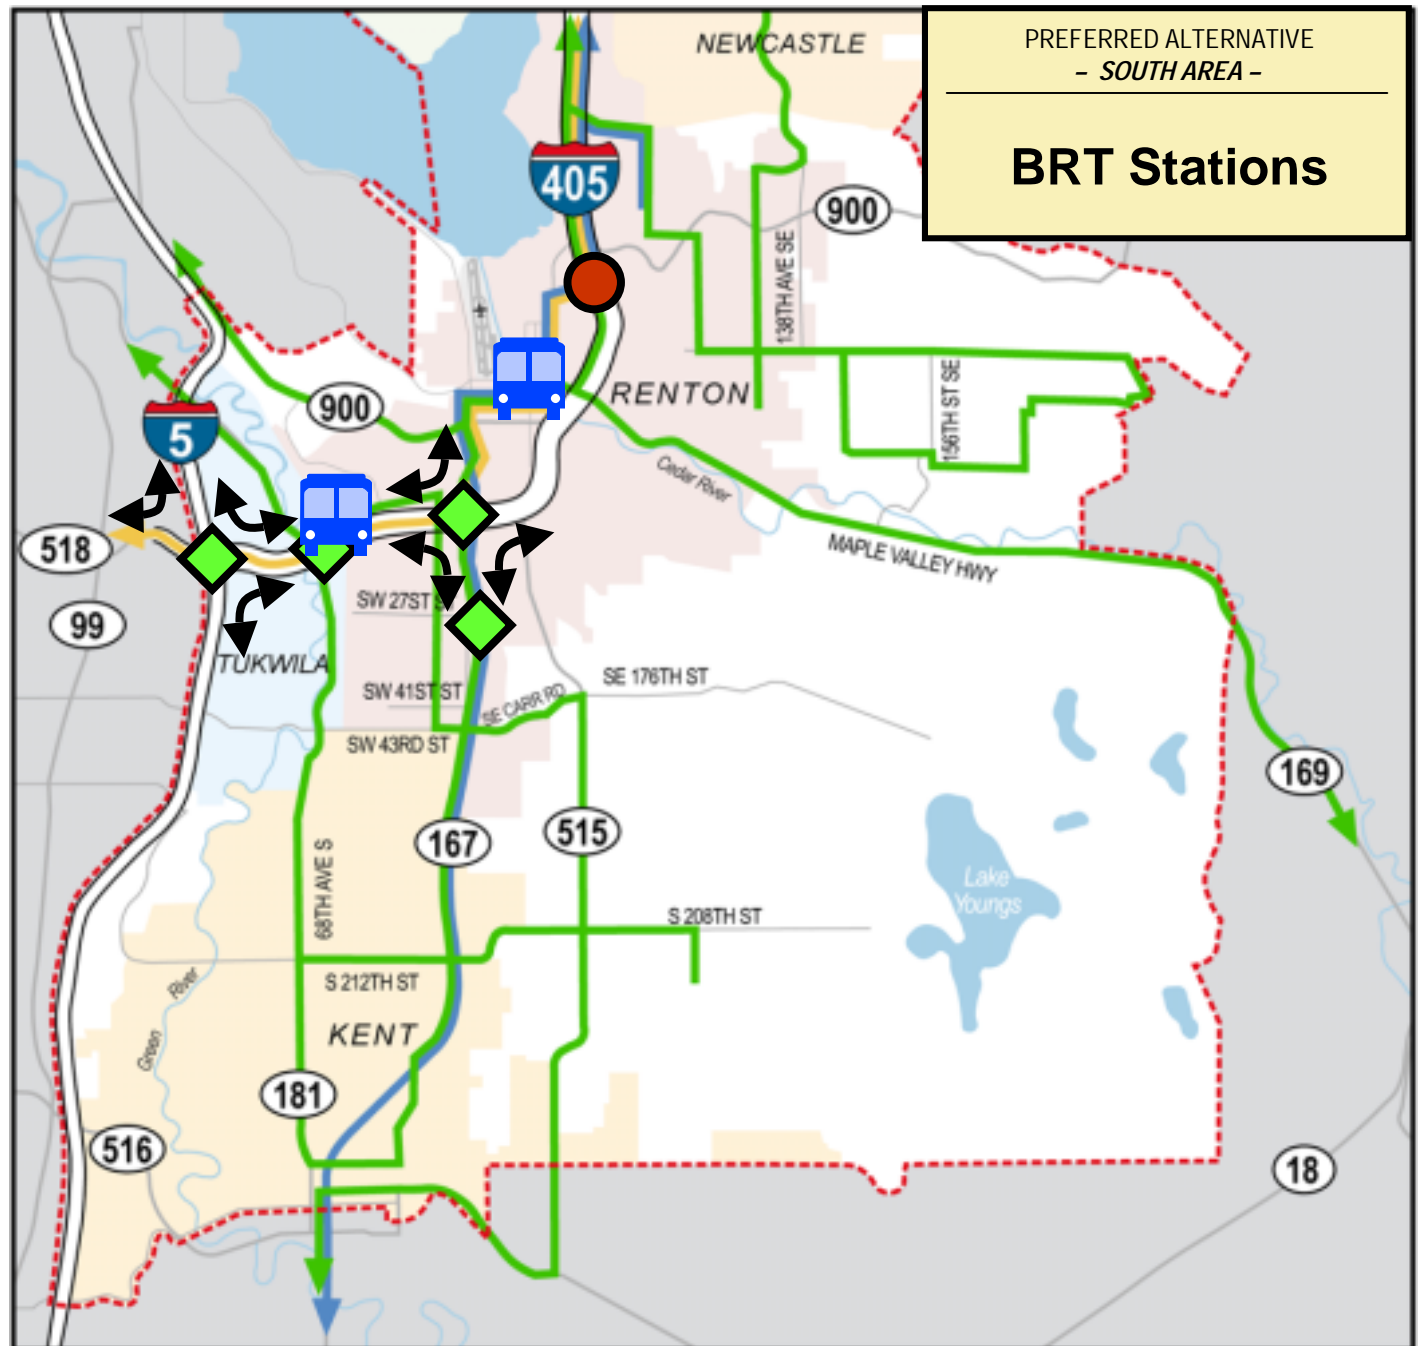 PREFERRED ALTERNATIVE
– SOUTH AREA –
BRT Stations
NEWCASTLE
405
900
138TH AVE SE
RENTON
900
156TH ST SE
5
Cedar River
518
MAPLE VALLEY HWY
SW 27ST ST
99
TUKWILA
SE 176TH ST
SW 41ST ST
SE CARR RD
SW 43RD ST
169
167
515
68TH AVE S
Lake
Youngs
S 208TH ST
S 212TH ST
Green River
KENT
181
516
18